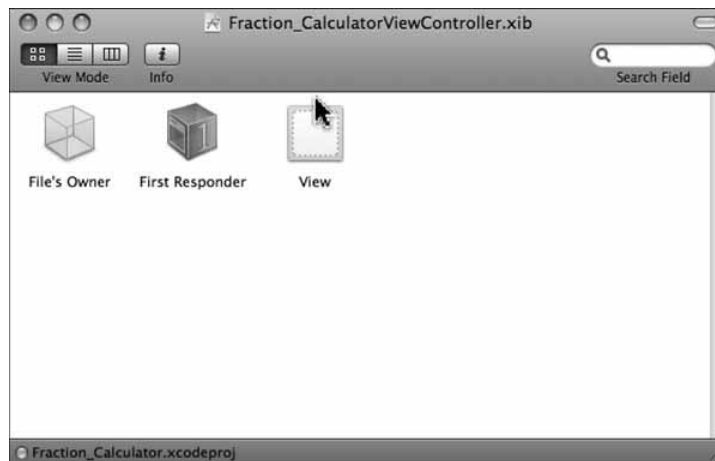 Fraction_CalculatorViewController.xib
View Mode
Info
Search Field
File's Owner
First Responder
View
Fraction_Calculator.xcodeproj